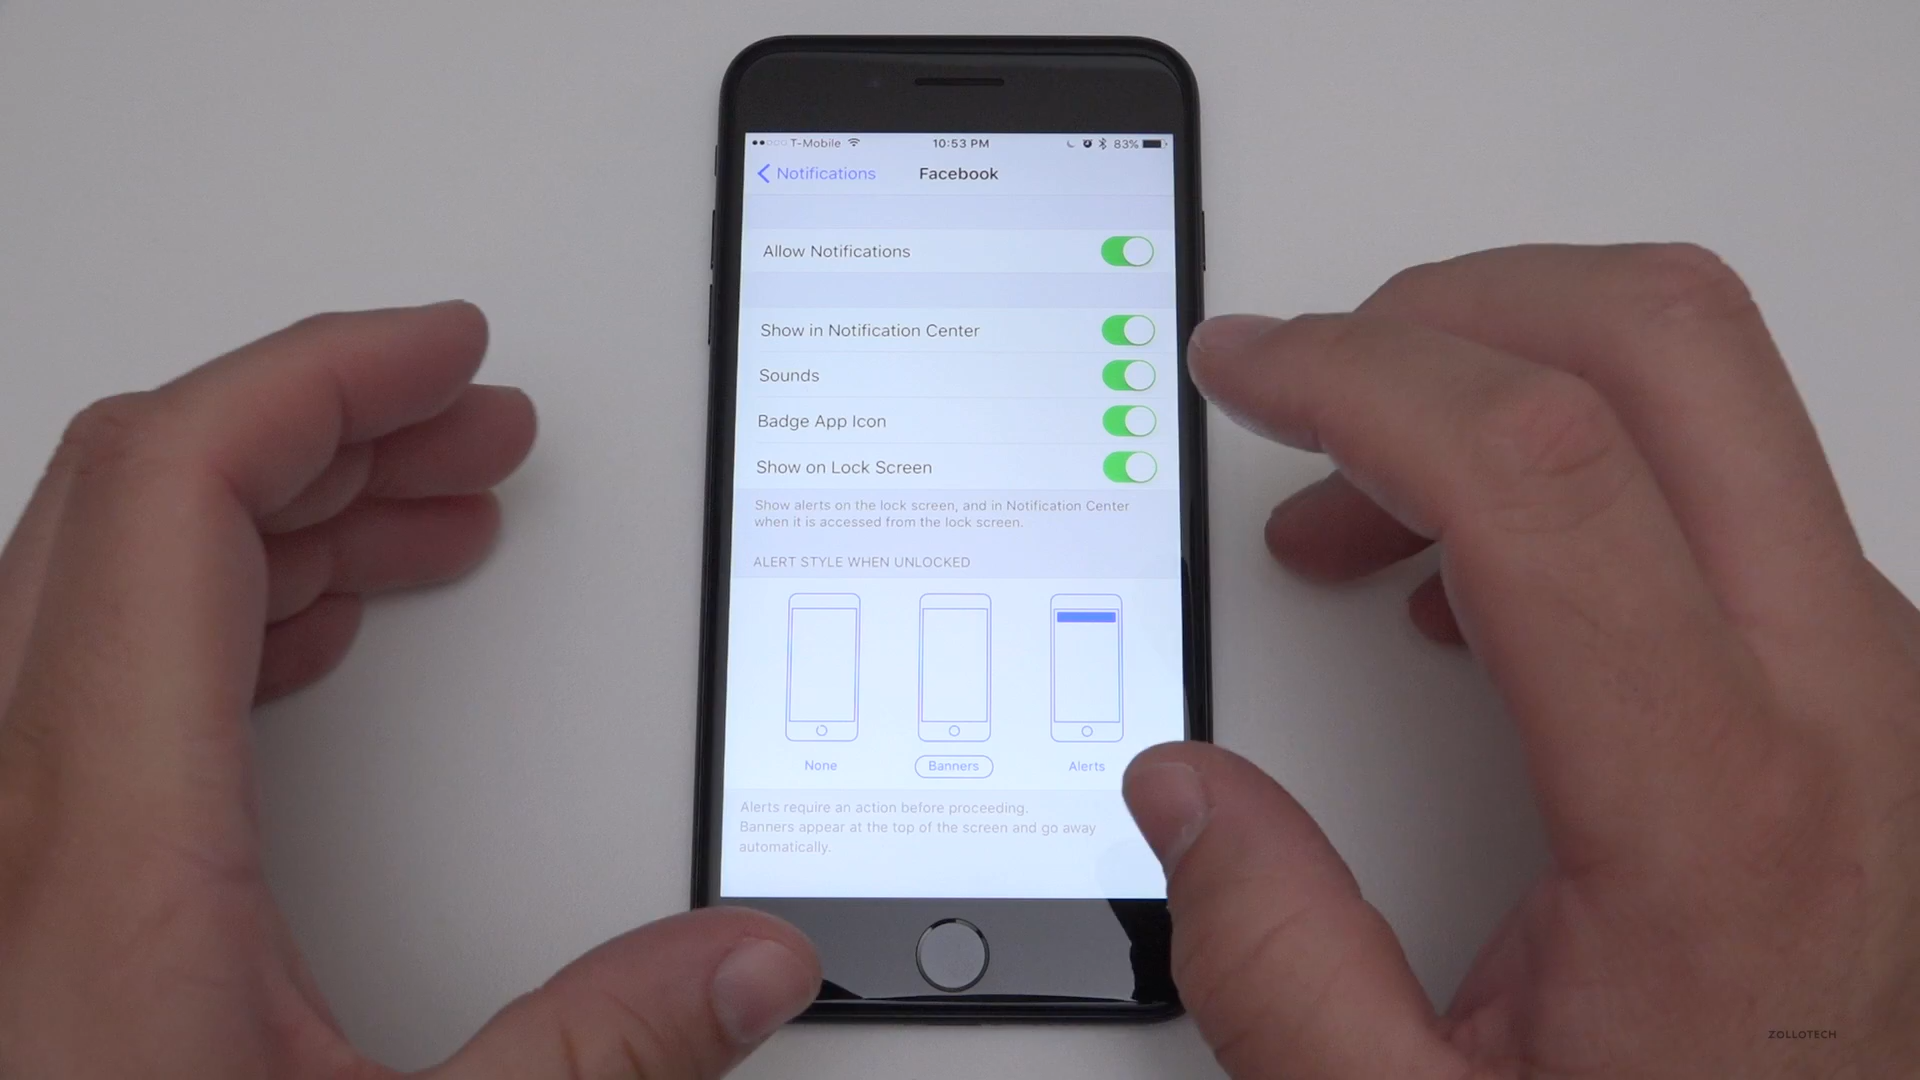 T-Mobile 10:53 PM 83%
Notifications Facebook
Allow Notifications
Show in Notification Center
Sounds
Badge App Icon
Show on Lock Screen
Show alerts on the lock screen, and in Notification Center
when it is accessed from the lock screen.
ALERT STYLE WHEN UNLOCKED
None Banners Alerts
Alerts require an action before proceeding.
Banners appear at the top of the screen and go away
automatically.
ZOLLOTECH